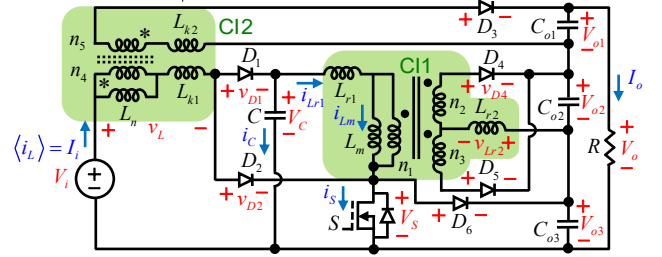 CI2
n5 * Lk2
+ D3 −
Co1 + Vo1 −
n4 * Lk1
Ln
D1
+ vD1 −
iLr1 Lr1
CI1
D4
+ vD4 −
n2
Lr2
+ vLr2 −
Co2 + Vo2 −
Io
+ vL −
C + VC −
iC
iLm
Lm
n1
n3
⟨iL⟩ = Ii
Vi
D2
+ vD2 −
+ D5 −
R + Vo −
iS
S
+ VS −
+ D6 −
Co3 + Vo3 −